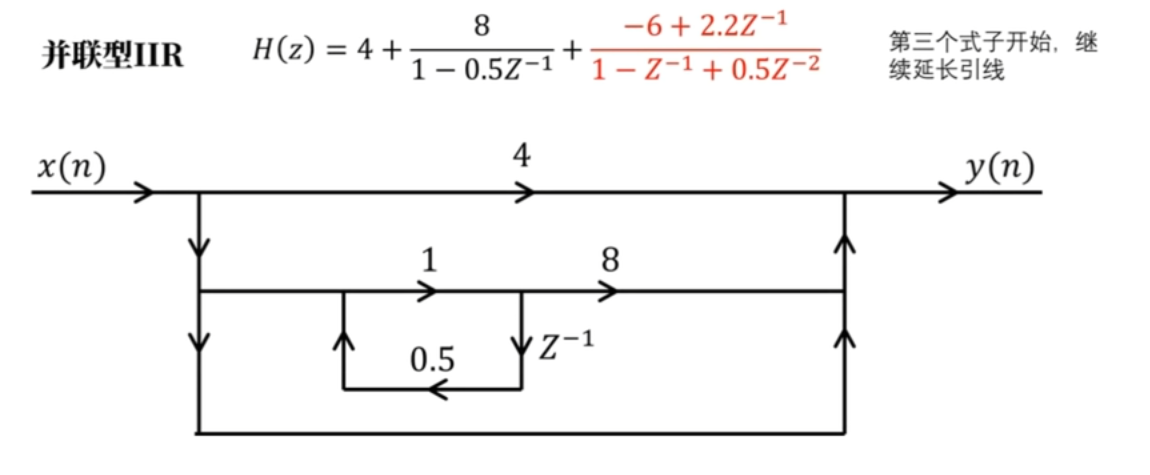 并联型IIR
H(z) = 4 + \frac{8}{1 − 0.5Z^{−1}} + \frac{−6 + 2.2Z^{−1}}{1 − Z^{−1} + 0.5Z^{−2}}
第三个式子开始，继
续延长引线
x(n)
4
y(n)
1
8
0.5
Z^{−1}